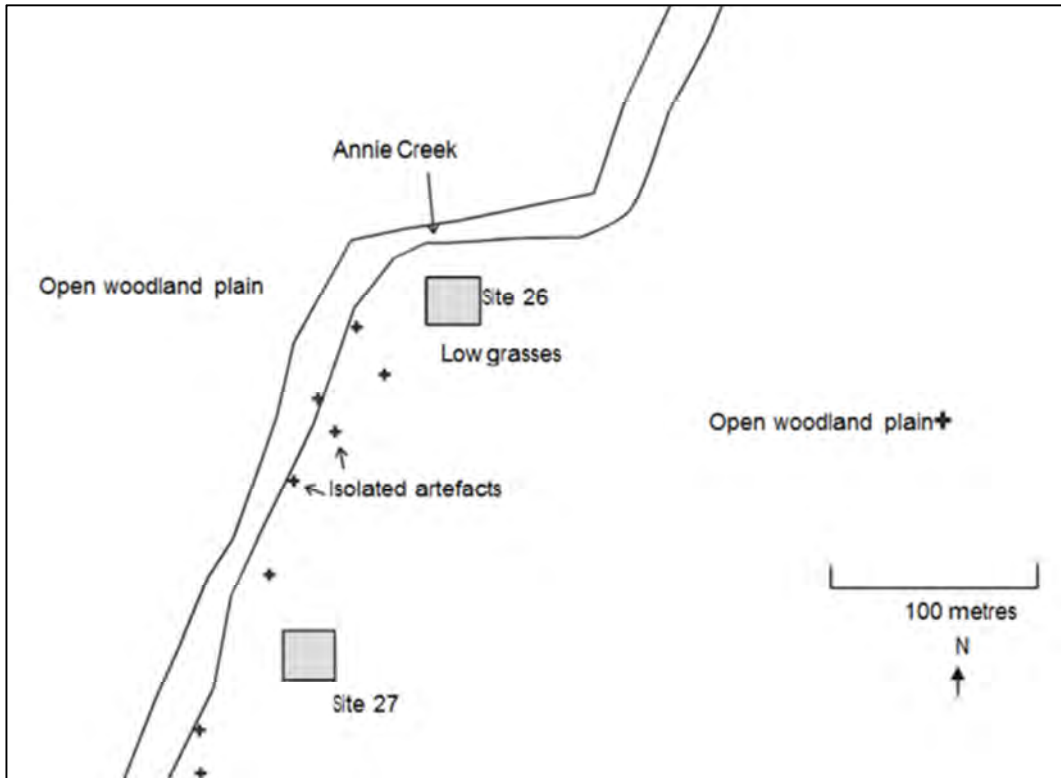 Annie Creek
Open woodland plain
Site 26
Low grasses
Open woodland plain
Isolated artefacts
100 metres
N
Site 27